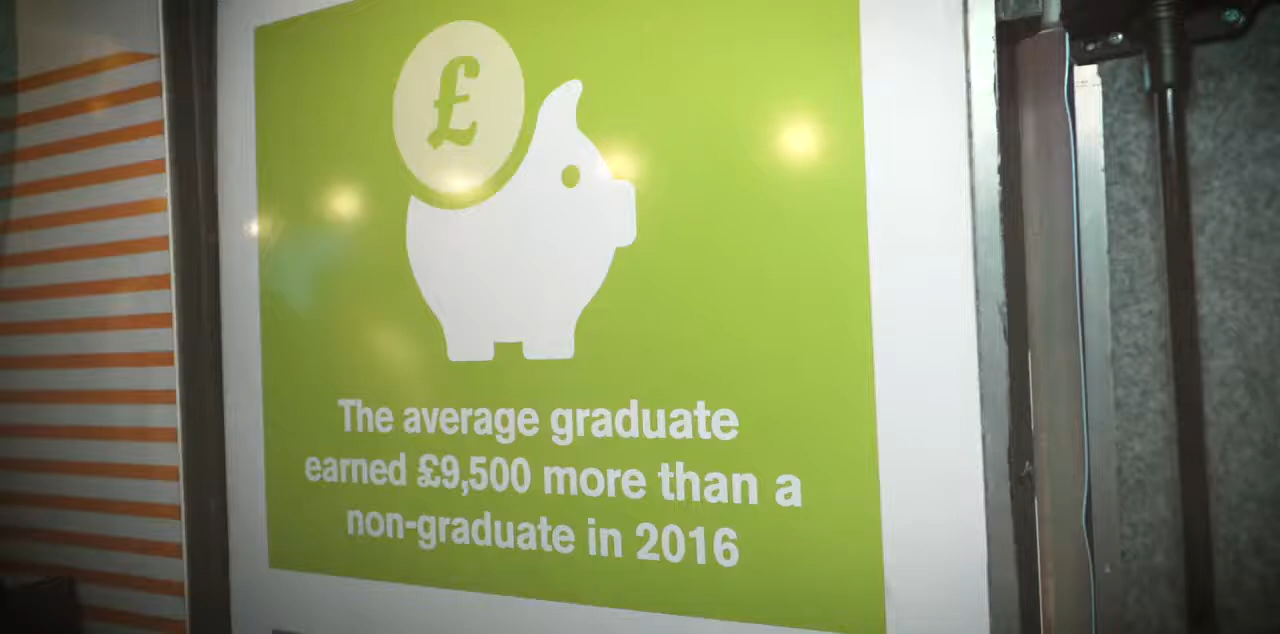 £
The average graduate
earned £9,500 more than a
non-graduate in 2016